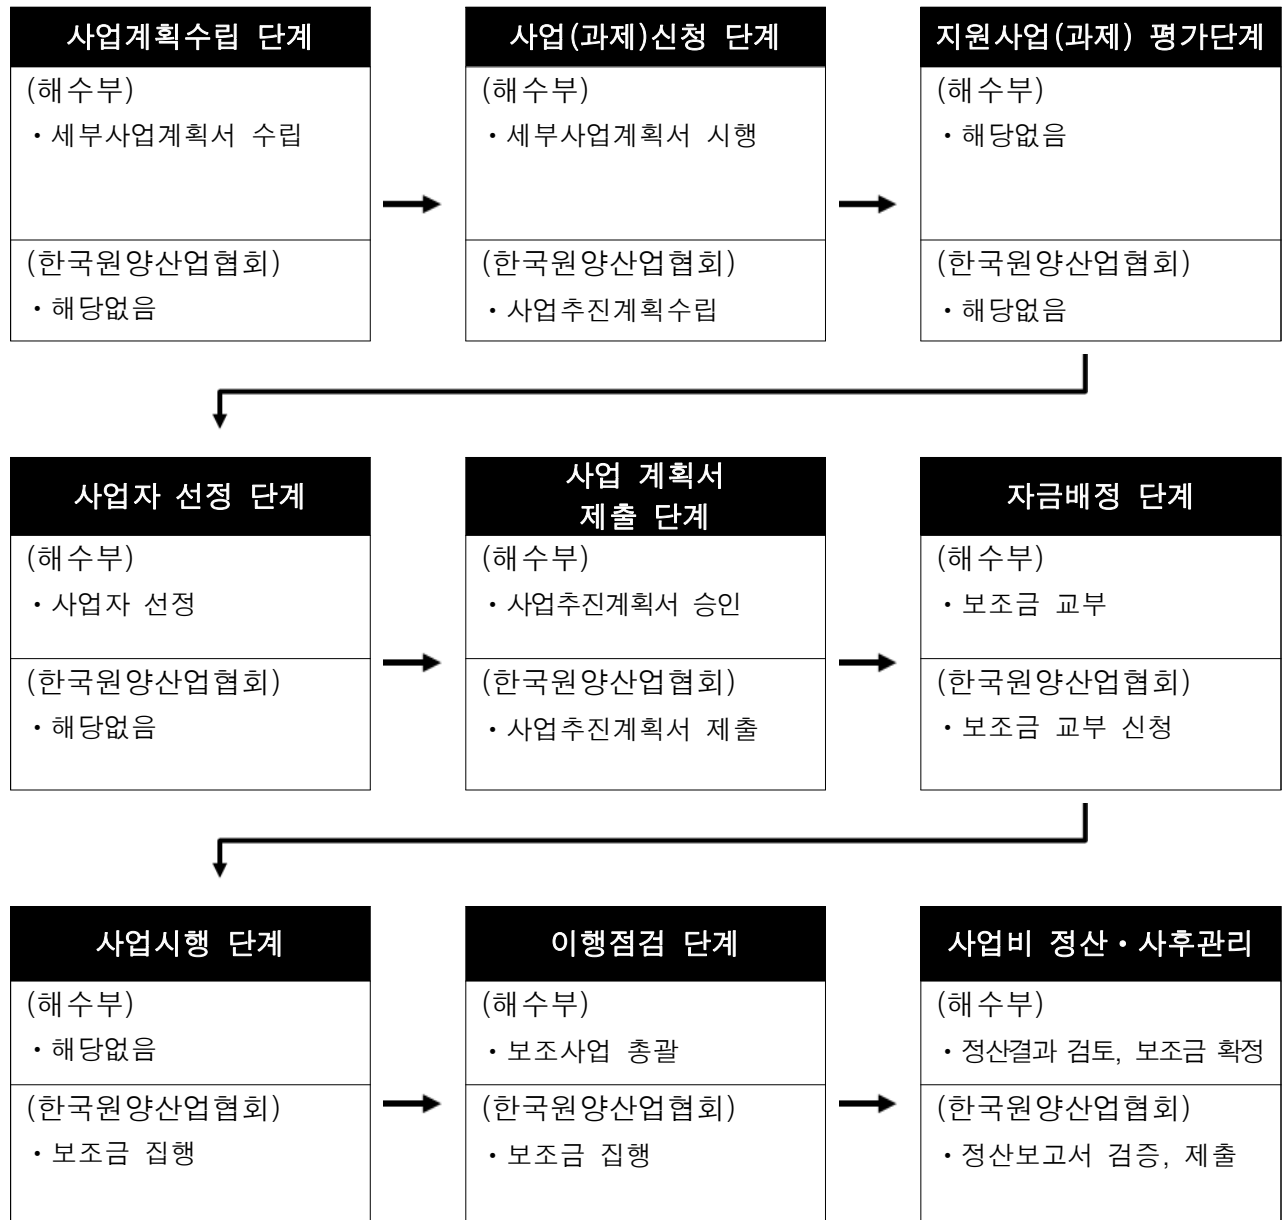 사업계획수립 단계
(해수부)
・세부사업계획서 수립
(한국원양산업협회)
・해당없음
사업(과제)신청 단계
(해수부)
・세부사업계획서 시행
(한국원양산업협회)
・사업추진계획수립
지원사업(과제) 평가단계
(해수부)
・해당없음
(한국원양산업협회)
・해당없음
사업자 선정 단계
(해수부)
・사업자 선정
(한국원양산업협회)
・해당없음
사업 계획서
제출 단계
(해수부)
・사업추진계획서 승인
(한국원양산업협회)
・사업추진계획서 제출
자금배정 단계
(해수부)
・보조금 교부
(한국원양산업협회)
・보조금 교부 신청
사업시행 단계
(해수부)
・해당없음
(한국원양산업협회)
・보조금 집행
이행점검 단계
(해수부)
・보조사업 총괄
(한국원양산업협회)
・보조금 집행
사업비 정산・사후관리
(해수부)
・정산결과 검토, 보조금 확정
(한국원양산업협회)
・정산보고서 검증, 제출